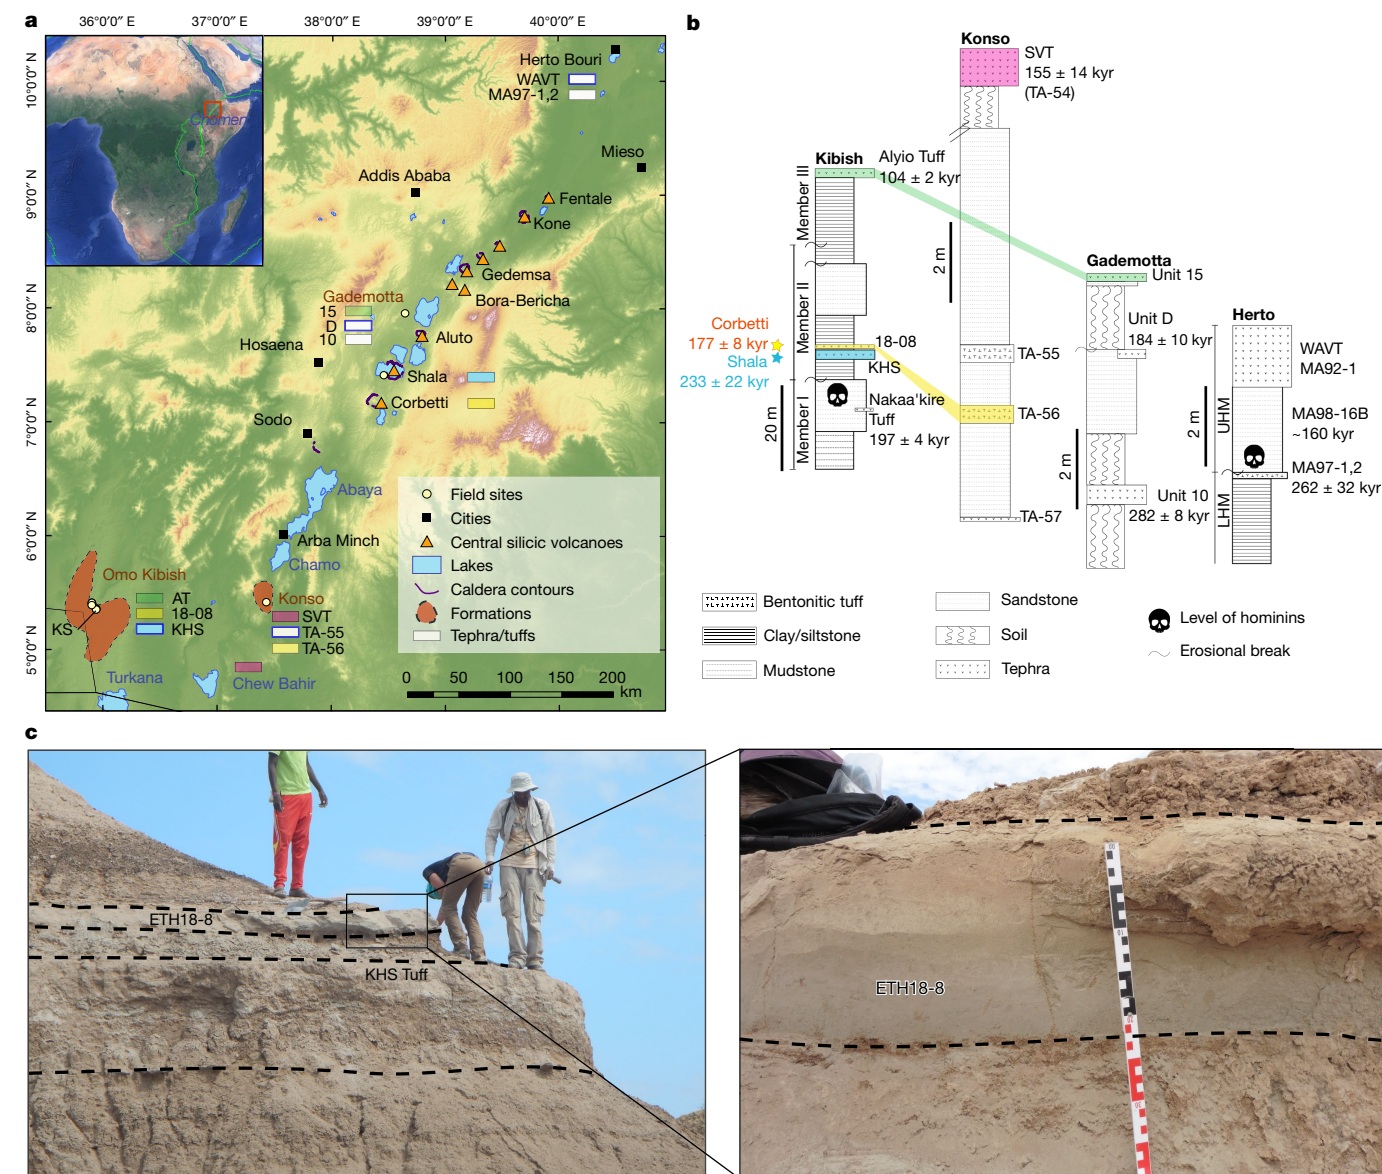 a
36°0'0" E
37°0'0" E
38°0'0" E
39°0'0" E
40°0'0" E
10°0'0" N
9°0'0" N
8°0'0" N
7°0'0" N
6°0'0" N
5°0'0" N
Chomen
Herto Bouri
WAVT
MA97-1,2
Mieso
Addis Ababa
Fentale
Kone
Gedemsa
Bora-Bericha
Gademotta
15
D
10
Aluto
Hosaena
Shala
Corbetti
Sodo
Abaya
Arba Minch
Chamo
Omo Kibish
AT
18-08
KHS
KS
Konso
SVT
TA-55
TA-56
Turkana
Chew Bahir
Field sites
Cities
Central silicic volcanoes
Lakes
Caldera contours
Formations
Tephra/tuffs
0 50 100 150 200
km
b
Konso
SVT
155 ± 14 kyr
(TA-54)
Kibish
Alyio Tuff
104 ± 2 kyr
Member III
Member II
Member I
20 m
Corbetti
177 ± 8 kyr
Shala
233 ± 22 kyr
18-08
KHS
Nakaa'kire
Tuff
197 ± 4 kyr
2 m
TA-55
TA-56
TA-57
Gademotta
Unit 15
Unit D
184 ± 10 kyr
2 m
Unit 10
282 ± 8 kyr
Herto
WAVT
MA92-1
UHM
2 m
MA98-16B
~160 kyr
MA97-1,2
262 ± 32 kyr
LHM
Bentonitic tuff
Clay/siltstone
Mudstone
Sandstone
Soil
Tephra
Level of hominins
Erosional break
c
ETH18-8
KHS Tuff
ETH18-8